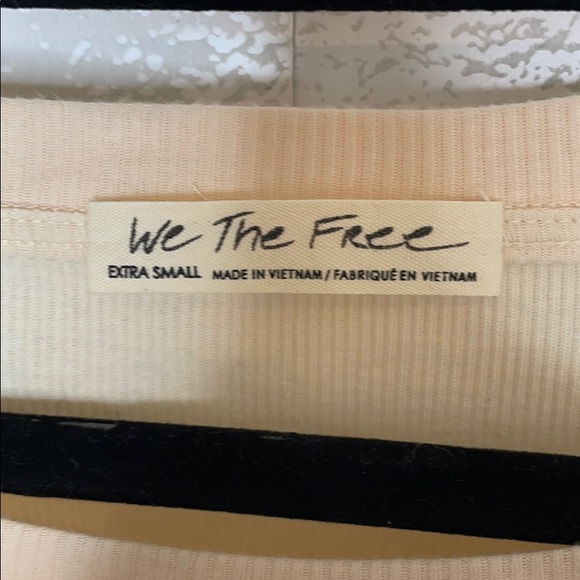 We The Free
EXTRA SMALL MADE IN VIETNAM / FABRIQUÉ EN VIETNAM